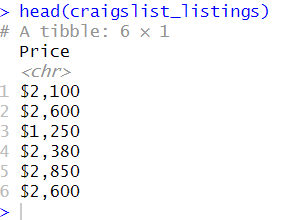 > head(craigslist_listings)
# A tibble: 6 × 1
Price
<chr>
1 $2,100
2 $2,600
3 $1,250
4 $2,380
5 $2,850
6 $2,600
>